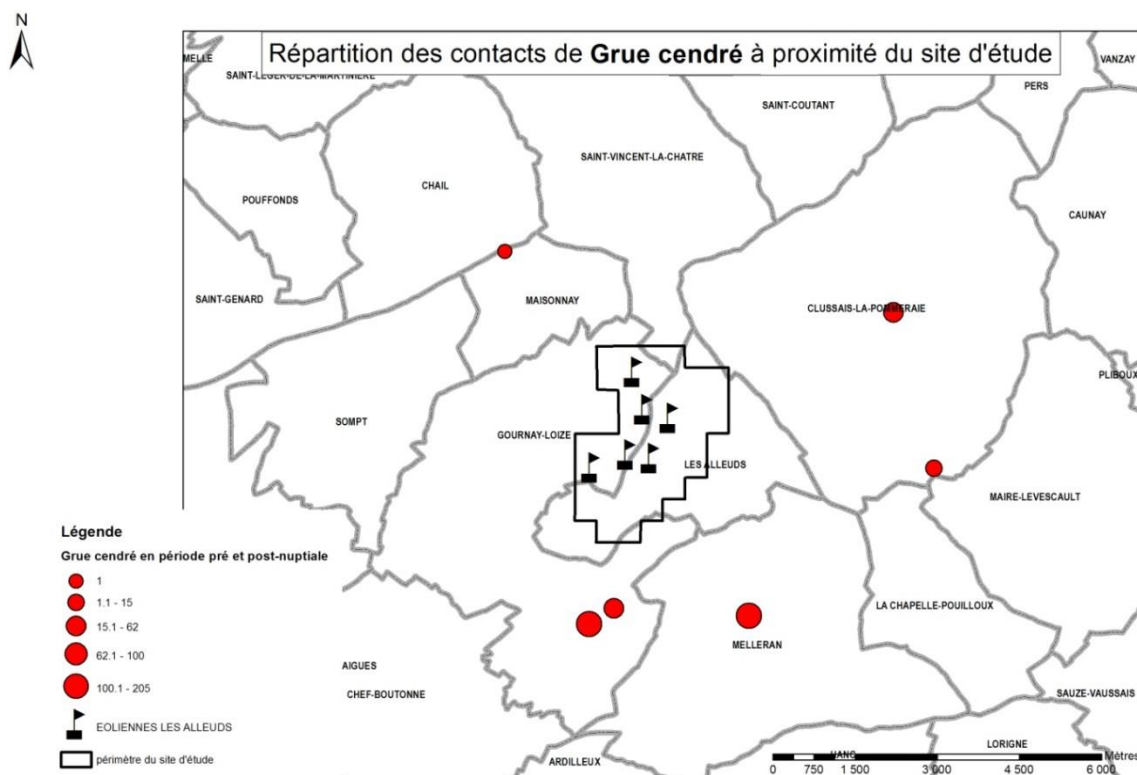 N
Répartition des contacts de Grue cendré à proximité du site d'étude
MELLE
SAINT-LEGER-DE-LA-MARTINIERE
VANZAY
PERS
SAINT-COUTANT
SAINT-VINCENT-LA-CHATRE
CHAIL
POUFFONDS
CAUNAY
SAINT-GENARD
MAISONNAY
CLUSSAIS-LA-POMMERAIE
PLIBOUX
SOMPT
GOURNAY-LOIZE
LES ALLEUDS
MAIRE-LEVESCAULT
LA CHAPELLE-POUILLOUX
MELLERAN
AIGUES
CHEF-BOUTONNE
SAUZE-VAUSSAIS
LORIGNE
ARDILLEUX
Légende
Grue cendré en période pré et post-nuptiale
1
1.1 - 15
15.1 - 62
62.1 - 100
100.1 - 205
EOLIENNES LES ALLEUDS
périmètre du site d'étude
Mètres
0 750 1 500 3 000 4 500 6 000